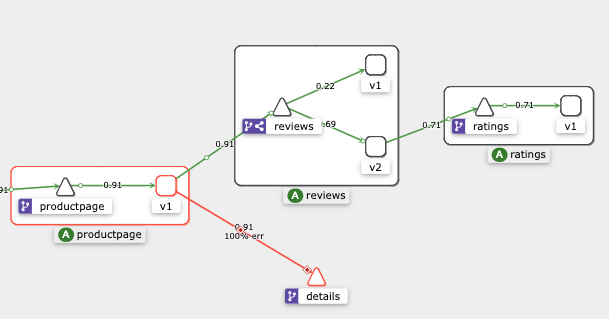 0.22
v1
reviews
.69
v2
A reviews
0.71
0.71
ratings
v1
A ratings
91
0.91
0.91
productpage
v1
A productpage
0.91
100% err
details